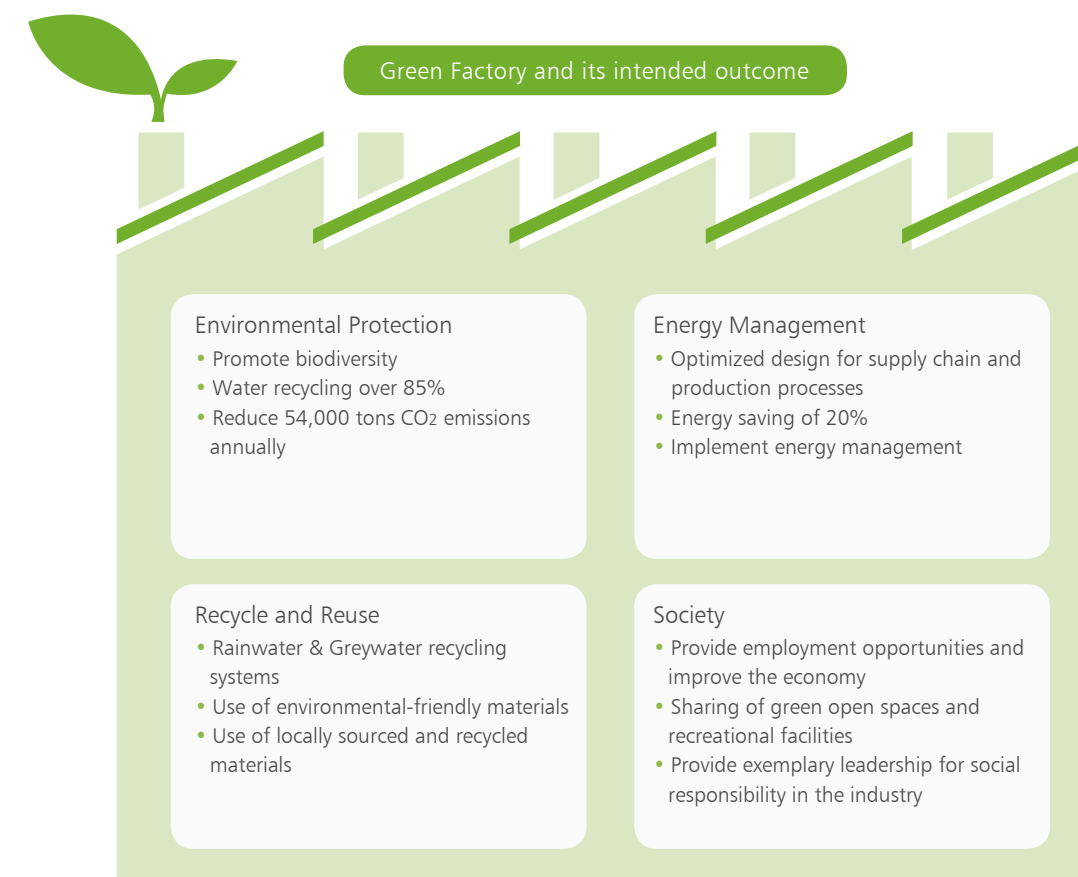 Green Factory and its intended outcome
Environmental Protection
• Promote biodiversity
• Water recycling over 85%
• Reduce 54,000 tons CO2 emissions
annually
Energy Management
• Optimized design for supply chain and
production processes
• Energy saving of 20%
• Implement energy management
Recycle and Reuse
• Rainwater & Greywater recycling
systems
• Use of environmental-friendly materials
• Use of locally sourced and recycled
materials
Society
• Provide employment opportunities and
improve the economy
• Sharing of green open spaces and
recreational facilities
• Provide exemplary leadership for social
responsibility in the industry